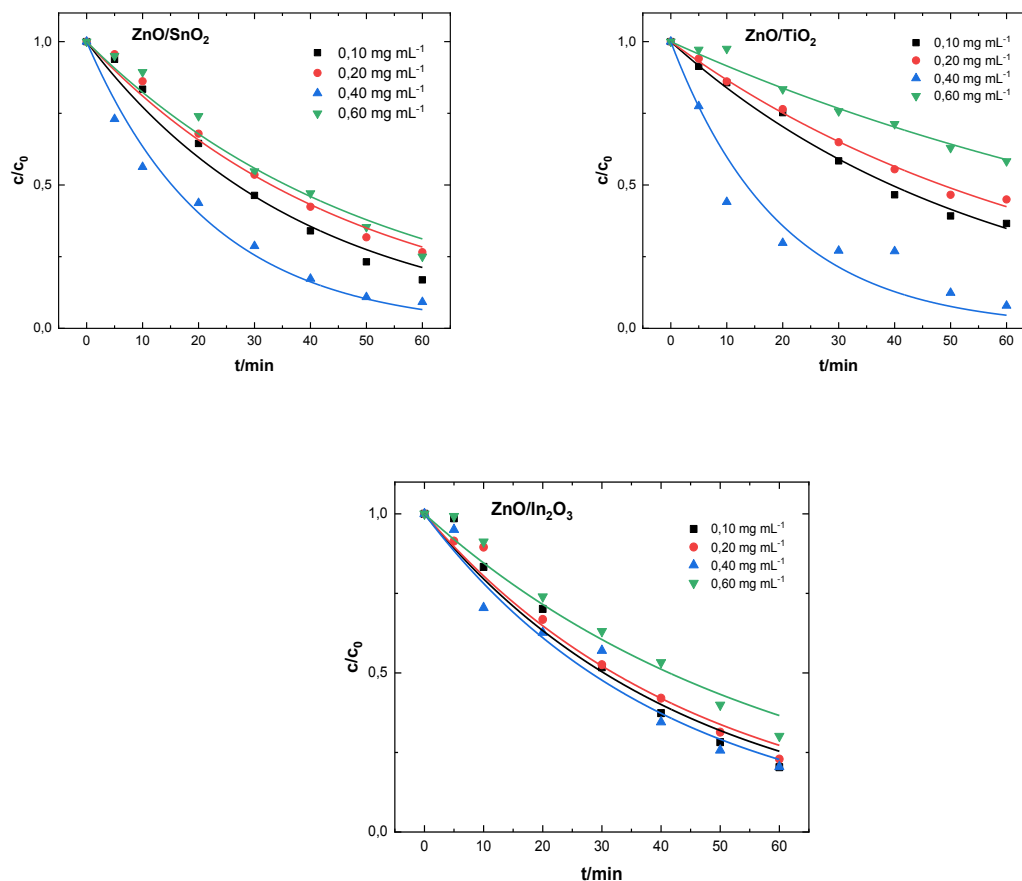 ZnO/SnO₂
0,10 mg mL⁻¹
0,20 mg mL⁻¹
0,40 mg mL⁻¹
0,60 mg mL⁻¹
1,0
0,5
0,0
c/c₀
0 10 20 30 40 50 60
t/min
ZnO/TiO₂
0,10 mg mL⁻¹
0,20 mg mL⁻¹
0,40 mg mL⁻¹
0,60 mg mL⁻¹
1,0
0,5
0,0
c/c₀
0 10 20 30 40 50 60
t/min
ZnO/In₂O₃
0,10 mg mL⁻¹
0,20 mg mL⁻¹
0,40 mg mL⁻¹
0,60 mg mL⁻¹
1,0
0,5
0,0
c/c₀
0 10 20 30 40 50 60
t/min